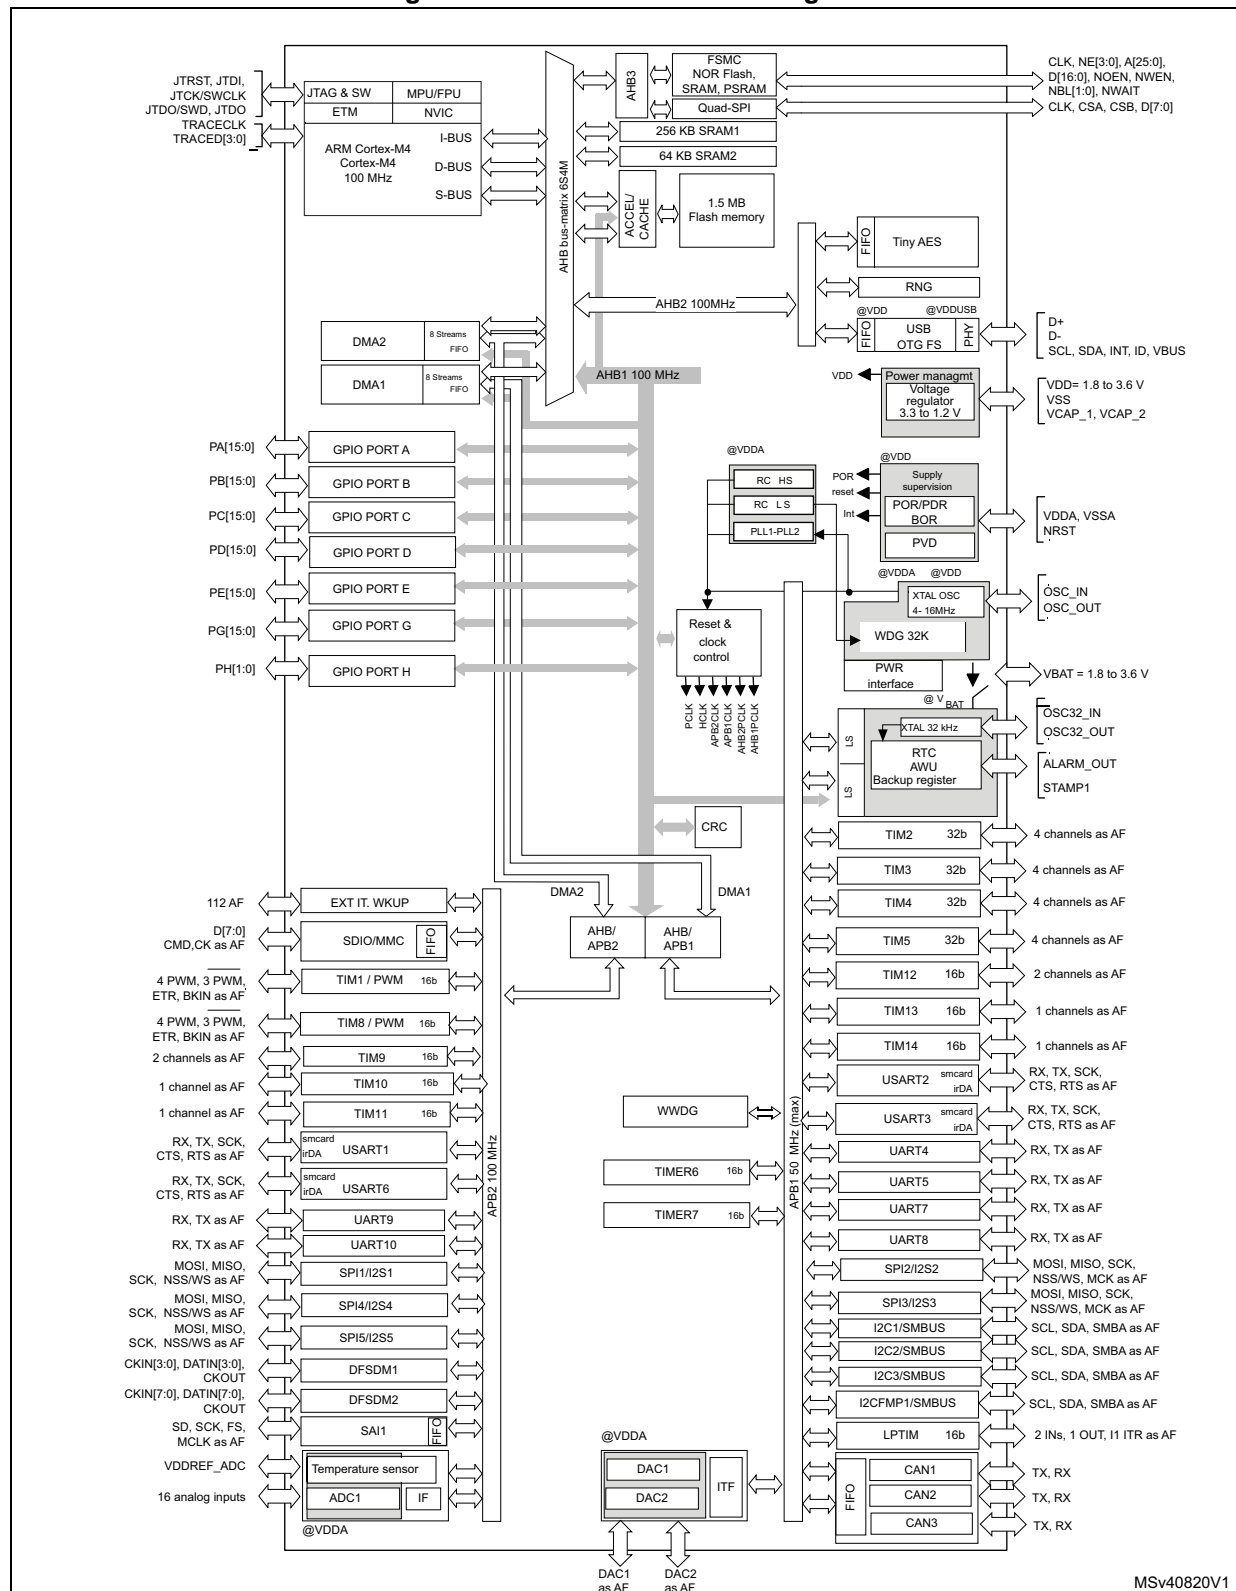 JTRST, JTDI,
JTCK/SWCLK
JTDO/SWD, JTDO
TRACECLK
TRACED[3:0]
JTAG & SW
MPU/FPU
ETM
NVIC
ARM Cortex-M4
Cortex-M4
100 MHz
I-BUS
D-BUS
S-BUS
AHB bus-matrix 6S4M
AHB3
FSMC
NOR Flash,
SRAM, PSRAM
Quad-SPI
CLK, NE[3:0], A[25:0],
D[16:0], NOEN, NWEN,
NBL[1:0], NWAIT
CLK, CSA, CSB, D[7:0]
256 KB SRAM1
64 KB SRAM2
ACCEL/
CACHE
1.5 MB
Flash memory
FIFO
Tiny AES
RNG
AHB2 100MHz
@VDD
@VDDUSB
FIFO
USB
OTG FS
PHY
D+
D-
SCL, SDA, INT, ID, VBUS
DMA2
8 Streams
FIFO
DMA1
8 Streams
FIFO
AHB1 100 MHz
VDD
Power managmt
Voltage
regulator
3.3 to 1.2 V
VDD= 1.8 to 3.6 V
VSS
VCAP_1, VCAP_2
PA[15:0]
GPIO PORT A
PB[15:0]
GPIO PORT B
PC[15:0]
GPIO PORT C
PD[15:0]
GPIO PORT D
PE[15:0]
GPIO PORT E
PG[15:0]
GPIO PORT G
PH[1:0]
GPIO PORT H
@VDDA
RC HS
RC LS
PLL1-PLL2
@VDD
POR
reset
Int
Supply
supervision
POR/PDR
BOR
PVD
VDDA, VSSA
NRST
@VDDA
@VDD
XTAL OSC
4- 16MHz
OSC_IN
OSC_OUT
WDG 32K
PWR
interface
Reset &
clock
control
PCLK
HCLK
APB2CLK
APB1CLK
AHB2PCLK
AHB1PCLK
VBAT = 1.8 to 3.6 V
@ V BAT
LS
LS
XTAL 32 kHz
RTC
AWU
Backup register
OSC32_IN
OSC32_OUT
ALARM_OUT
STAMP1
CRC
DMA2
DMA1
AHB/
APB2
AHB/
APB1
112 AF
EXT IT. WKUP
D[7:0]
CMD,CK as AF
SDIO/MMC
FIFO
4 PWM, 3 PWM,
ETR, BKIN as AF
TIM1 / PWM 16b
4 PWM, 3 PWM,
ETR, BKIN as AF
TIM8 / PWM 16b
2 channels as AF
TIM9 16b
1 channel as AF
TIM10 16b
1 channel as AF
TIM11 16b
RX, TX, SCK,
CTS, RTS as AF
smcard
irDA
USART1
RX, TX, SCK,
CTS, RTS as AF
smcard
irDA
USART6
RX, TX as AF
UART9
RX, TX as AF
UART10
MOSI, MISO,
SCK, NSS/WS as AF
SPI1/I2S1
MOSI, MISO,
SCK, NSS/WS as AF
SPI4/I2S4
MOSI, MISO,
SCK, NSS/WS as AF
SPI5/I2S5
CKIN[3:0], DATIN[3:0],
CKOUT
DFSDM1
CKIN[7:0], DATIN[7:0],
CKOUT
DFSDM2
SD, SCK, FS,
MCLK as AF
SAI1
FIFO
VDDREF_ADC
Temperature sensor
16 analog inputs
ADC1
IF
@VDDA
APB2 100 MHz
WWDG
TIMER6 16b
TIMER7 16b
@VDDA
DAC1
DAC2
ITF
DAC1
as AF
DAC2
as AF
APB1 50 MHz (max)
TIM2 32b
4 channels as AF
TIM3 32b
4 channels as AF
TIM4 32b
4 channels as AF
TIM5 32b
4 channels as AF
TIM12 16b
2 channels as AF
TIM13 16b
1 channels as AF
TIM14 16b
1 channels as AF
USART2
smcard
irDA
RX, TX, SCK,
CTS, RTS as AF
USART3
smcard
irDA
RX, TX, SCK,
CTS, RTS as AF
UART4
RX, TX as AF
UART5
RX, TX as AF
UART7
RX, TX as AF
UART8
RX, TX as AF
SPI2/I2S2
MOSI, MISO, SCK,
NSS/WS, MCK as AF
SPI3/I2S3
MOSI, MISO, SCK,
NSS/WS, MCK as AF
I2C1/SMBUS
SCL, SDA, SMBA as AF
I2C2/SMBUS
SCL, SDA, SMBA as AF
I2C3/SMBUS
SCL, SDA, SMBA as AF
I2CFMP1/SMBUS
SCL, SDA, SMBA as AF
LPTIM 16b
2 INs, 1 OUT, I1 ITR as AF
FIFO
CAN1
TX, RX
CAN2
TX, RX
CAN3
TX, RX
MSv40820V1